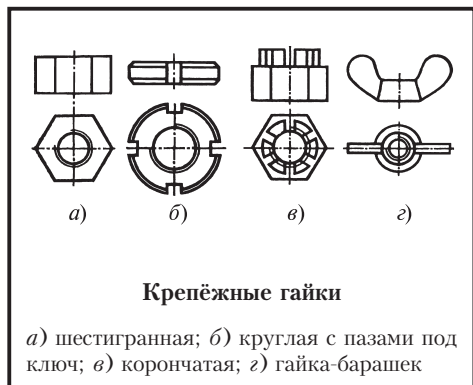 а) б) в) г)
Крепёжные гайки
а) шестигранная; б) круглая с пазами под
ключ; в) корончатая; г) гайка-барашек